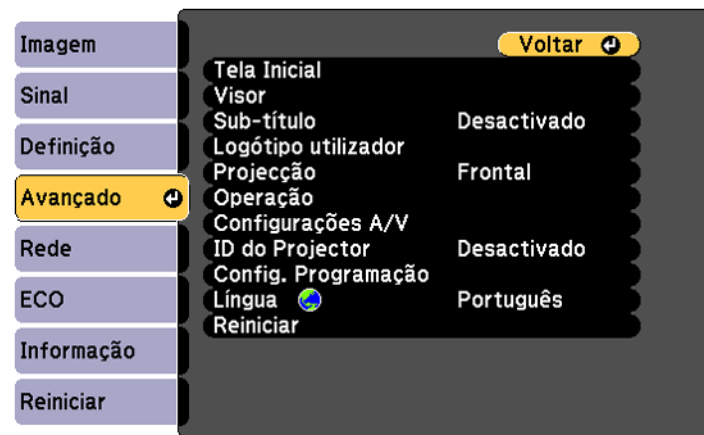 Imagem
Sinal
Definição
Avançado
Rede
ECO
Informação
Reiniciar
Voltar
Tela Inicial
Visor
Sub-título Desactivado
Logótipo utilizador
Projecção Frontal
Operação
Configurações A/V
ID do Projector Desactivado
Config. Programação
Língua Português
Reiniciar